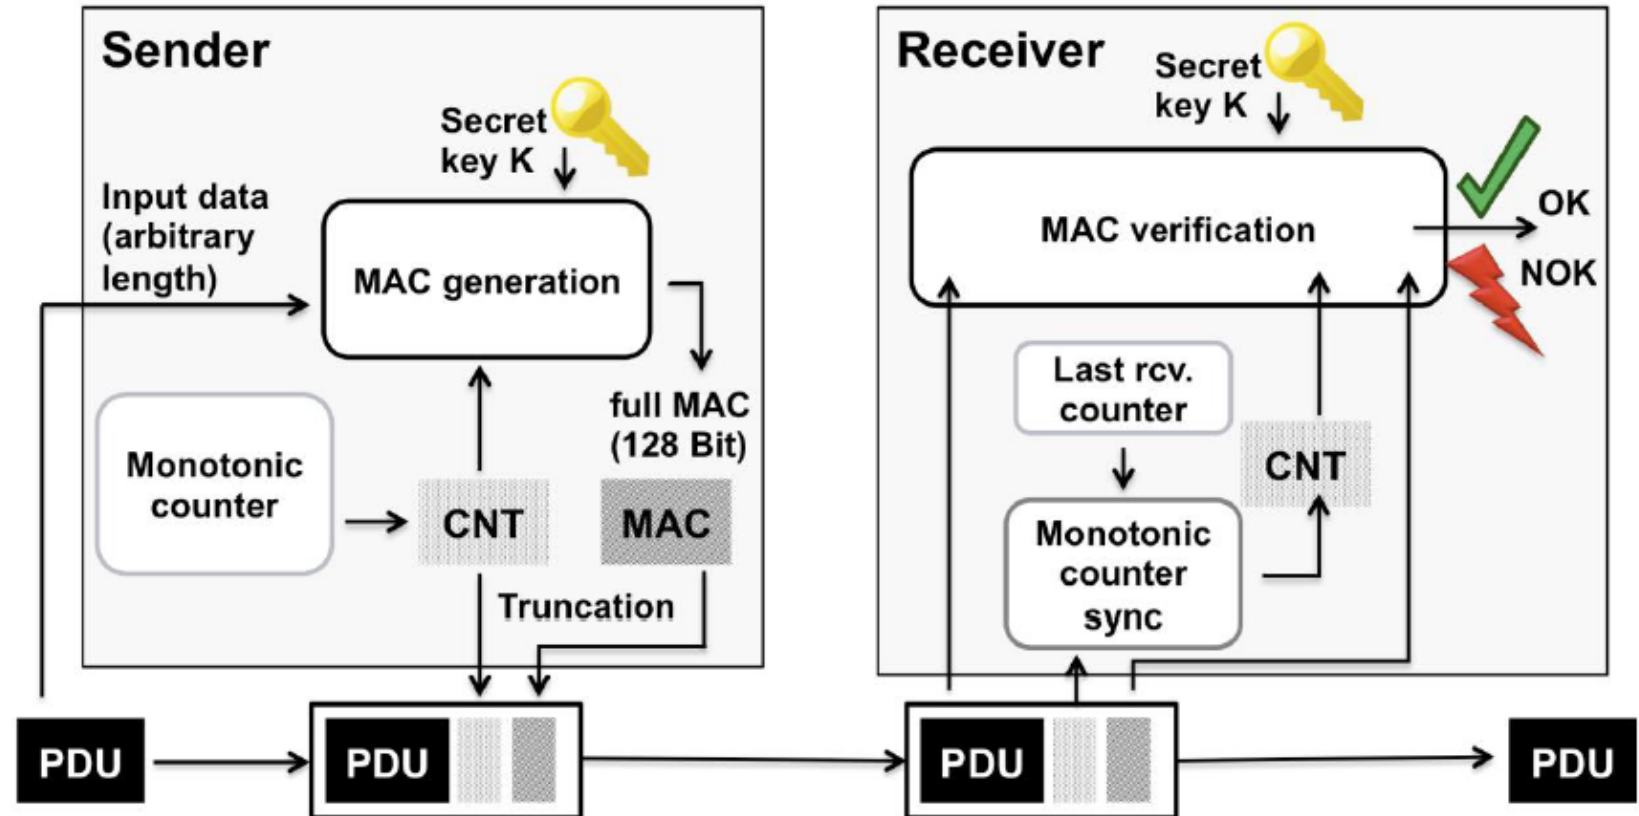 Sender
Secret
key K
Input data
(arbitrary
length)
MAC generation
full MAC
(128 Bit)
Monotonic
counter
CNT
MAC
Truncation
PDU
PDU
Receiver
Secret
key K
MAC verification
OK
NOK
Last rcv.
counter
CNT
Monotonic
counter
sync
PDU
PDU